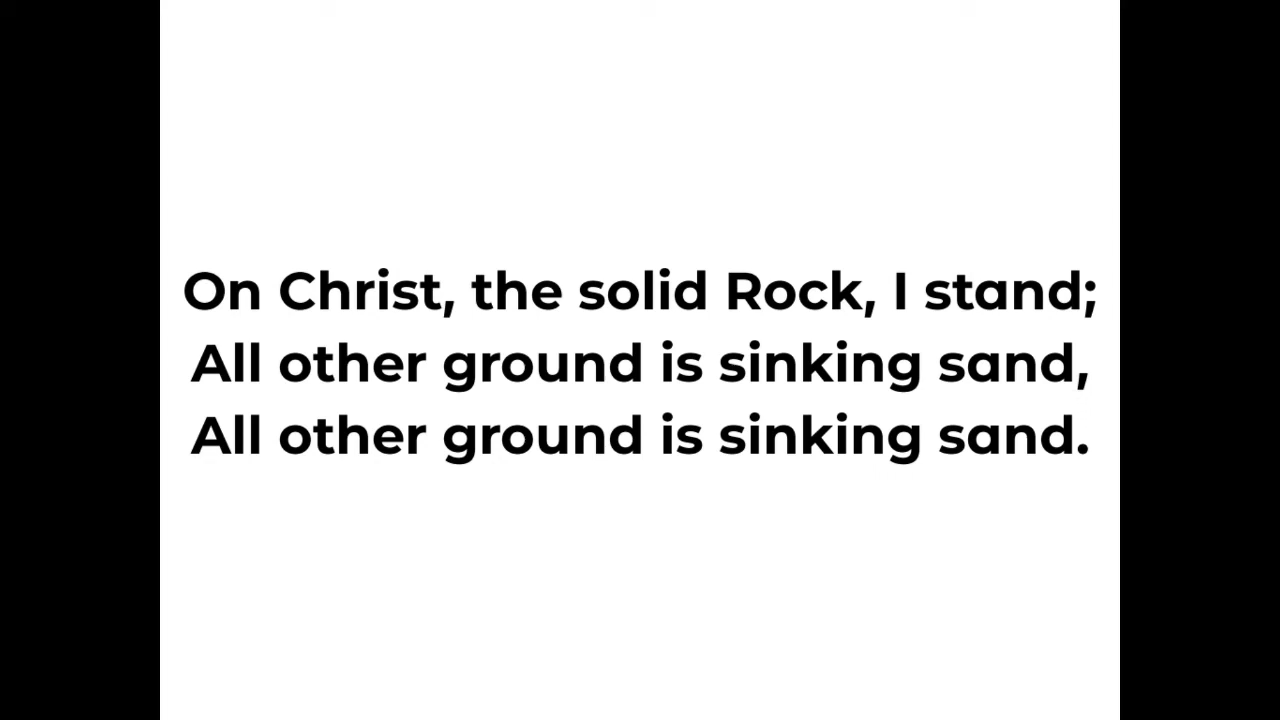 On Christ, the solid Rock, I stand;
All other ground is sinking sand,
All other ground is sinking sand.